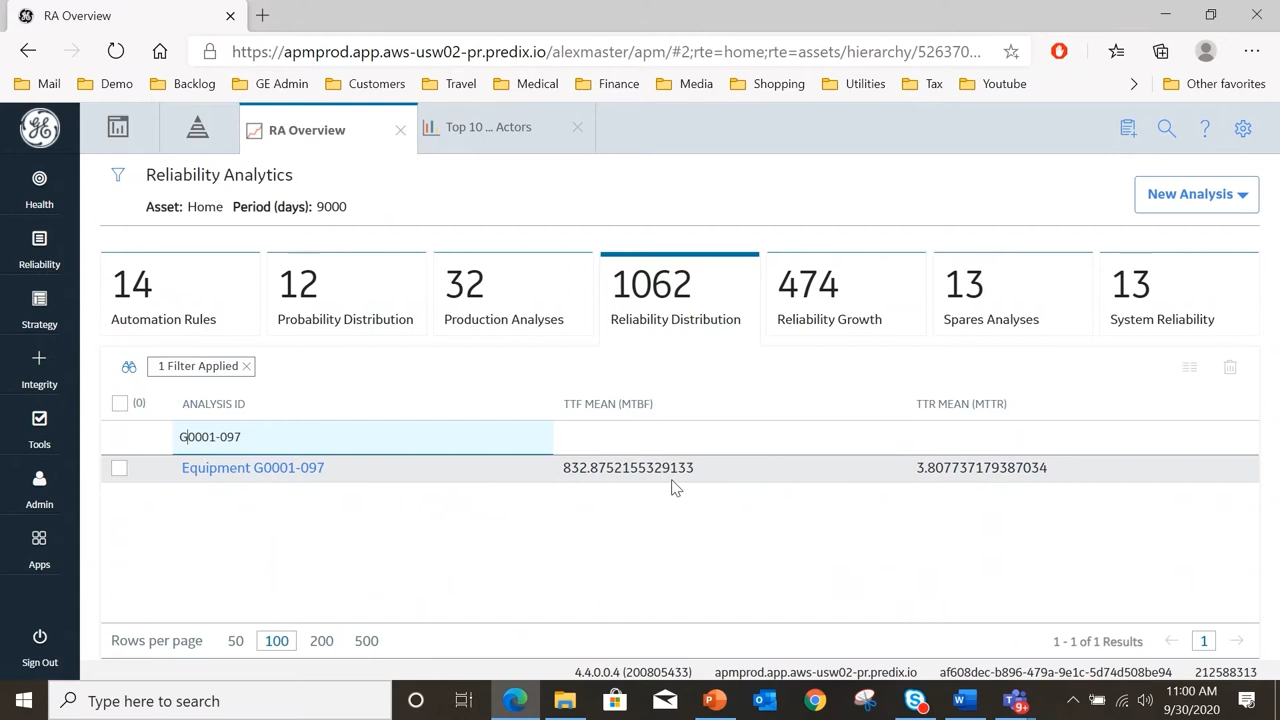 RA Overview
https://apmprod.app.aws-usw02-pr.predix.io/alexmaster/apm/#2;rte=home;rte=assets/hierarchy/526370...
Mail Demo Backlog GE Admin Customers Travel Medical Finance Media Shopping Utilities Tax Youtube Other favorites
RA Overview Top 10 ... Actors
Reliability Analytics
Asset: Home Period (days): 9000
New Analysis
14 12 32 1062 474 13 13
Automation Rules Probability Distribution Production Analyses Reliability Distribution Reliability Growth Spares Analyses System Reliability
1 Filter Applied
(0) ANALYSIS ID TTF MEAN (MTBF) TTR MEAN (MTTR)
G0001-097
Equipment G0001-097 832.8752155329133 3.807737179387034
Health
Reliability
Strategy
Integrity
Tools
Admin
Apps
Sign Out
Rows per page 50 100 200 500 1 - 1 of 1 Results 1
4.4.0.0.4 (200805433) apmprod.app.aws-usw02-pr.predix.io af608dec-b896-479a-9e1c-5d74d508be94 212588313
Type here to search
9+
11:00 AM
9/30/2020